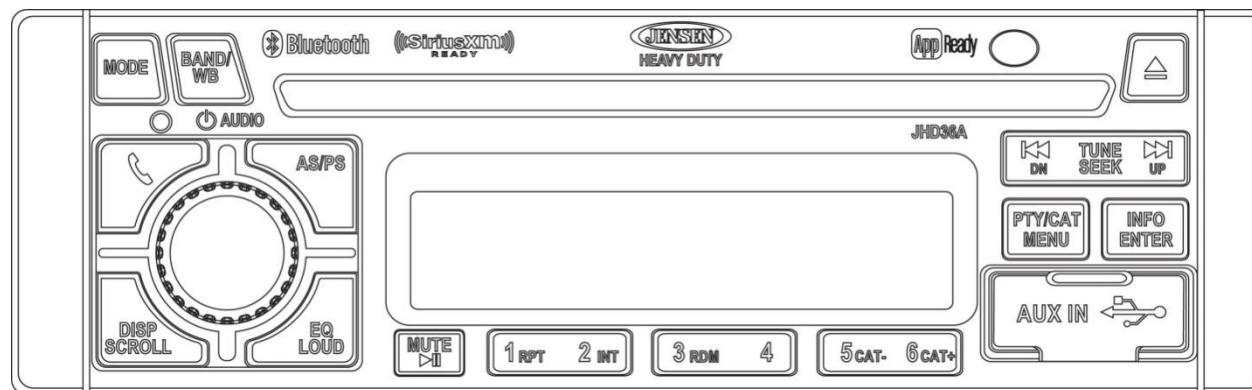 MODE
BAND/
WB
Bluetooth
((SiriusXM))
READY
JENSEN
HEAVY DUTY
App Ready
AUDIO
JHD36A
AS/PS
DN
TUNE
SEEK
UP
PTY/CAT
MENU
INFO
ENTER
DISP
SCROLL
EQ
LOUD
AUX IN
MUTE
1 RPT 2 INT
3 RDM 4
5 CAT- 6 CAT+